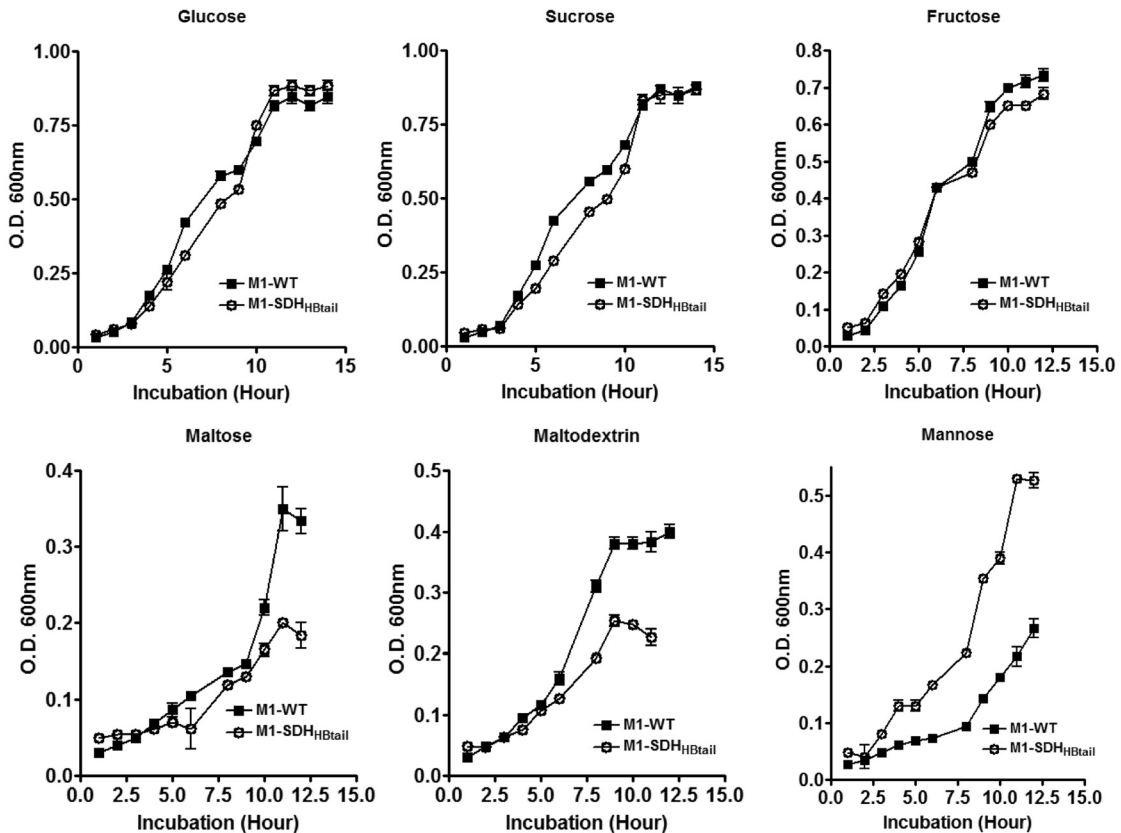 Glucose
Sucrose
Fructose
O.D. 600nm
1.00
0.75
0.50
0.25
0.00
M1-WT
M1-SDHHBtail
0
5
10
15
Incubation (Hour)
O.D. 600nm
1.00
0.75
0.50
0.25
0.00
M1-WT
M1-SDHHBtail
0
5
10
15
Incubation (Hour)
O.D. 600nm
0.8
0.7
0.6
0.5
0.4
0.3
0.2
0.1
0.0
M1-WT
M1-SDHHBtail
0.0
2.5
5.0
7.5
10.0
12.5
15.0
Incubation (Hour)
Maltose
Maltodextrin
Mannose
O.D. 600nm
0.4
0.3
0.2
0.1
0.0
M1-WT
M1-SDHHBtail
0.0
2.5
5.0
7.5
10.0
12.5
15.0
Incubation (Hour)
O.D. 600nm
0.5
0.4
0.3
0.2
0.1
0.0
M1-WT
M1-SDHHBtail
0.0
2.5
5.0
7.5
10.0
12.5
15.0
Incubation (Hour)
O.D. 600nm
0.5
0.4
0.3
0.2
0.1
0.0
M1-WT
M1-SDHHBtail
0.0
2.5
5.0
7.5
10.0
12.5
15.0
Incubation (Hour)